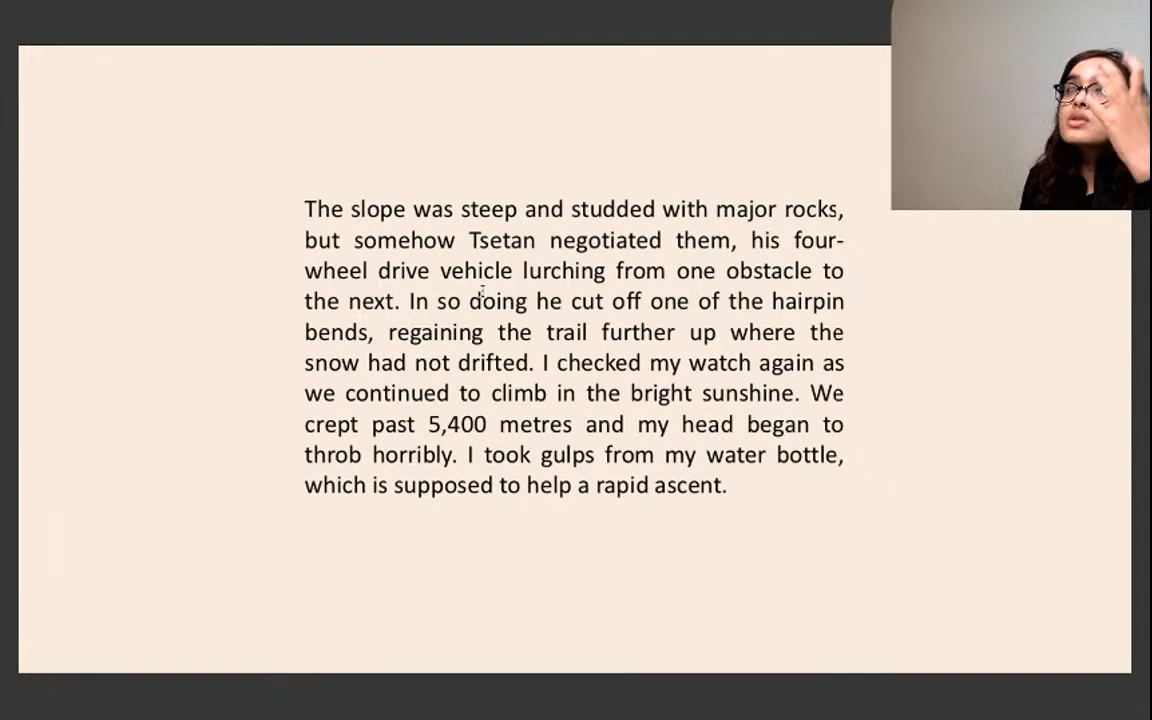 The slope was steep and studded with major rocks,
but somehow Tsetan negotiated them, his four-
wheel drive vehicle lurching from one obstacle to
the next. In so doing he cut off one of the hairpin
bends, regaining the trail further up where the
snow had not drifted. I checked my watch again as
we continued to climb in the bright sunshine. We
crept past 5,400 metres and my head began to
throb horribly. I took gulps from my water bottle,
which is supposed to help a rapid ascent.